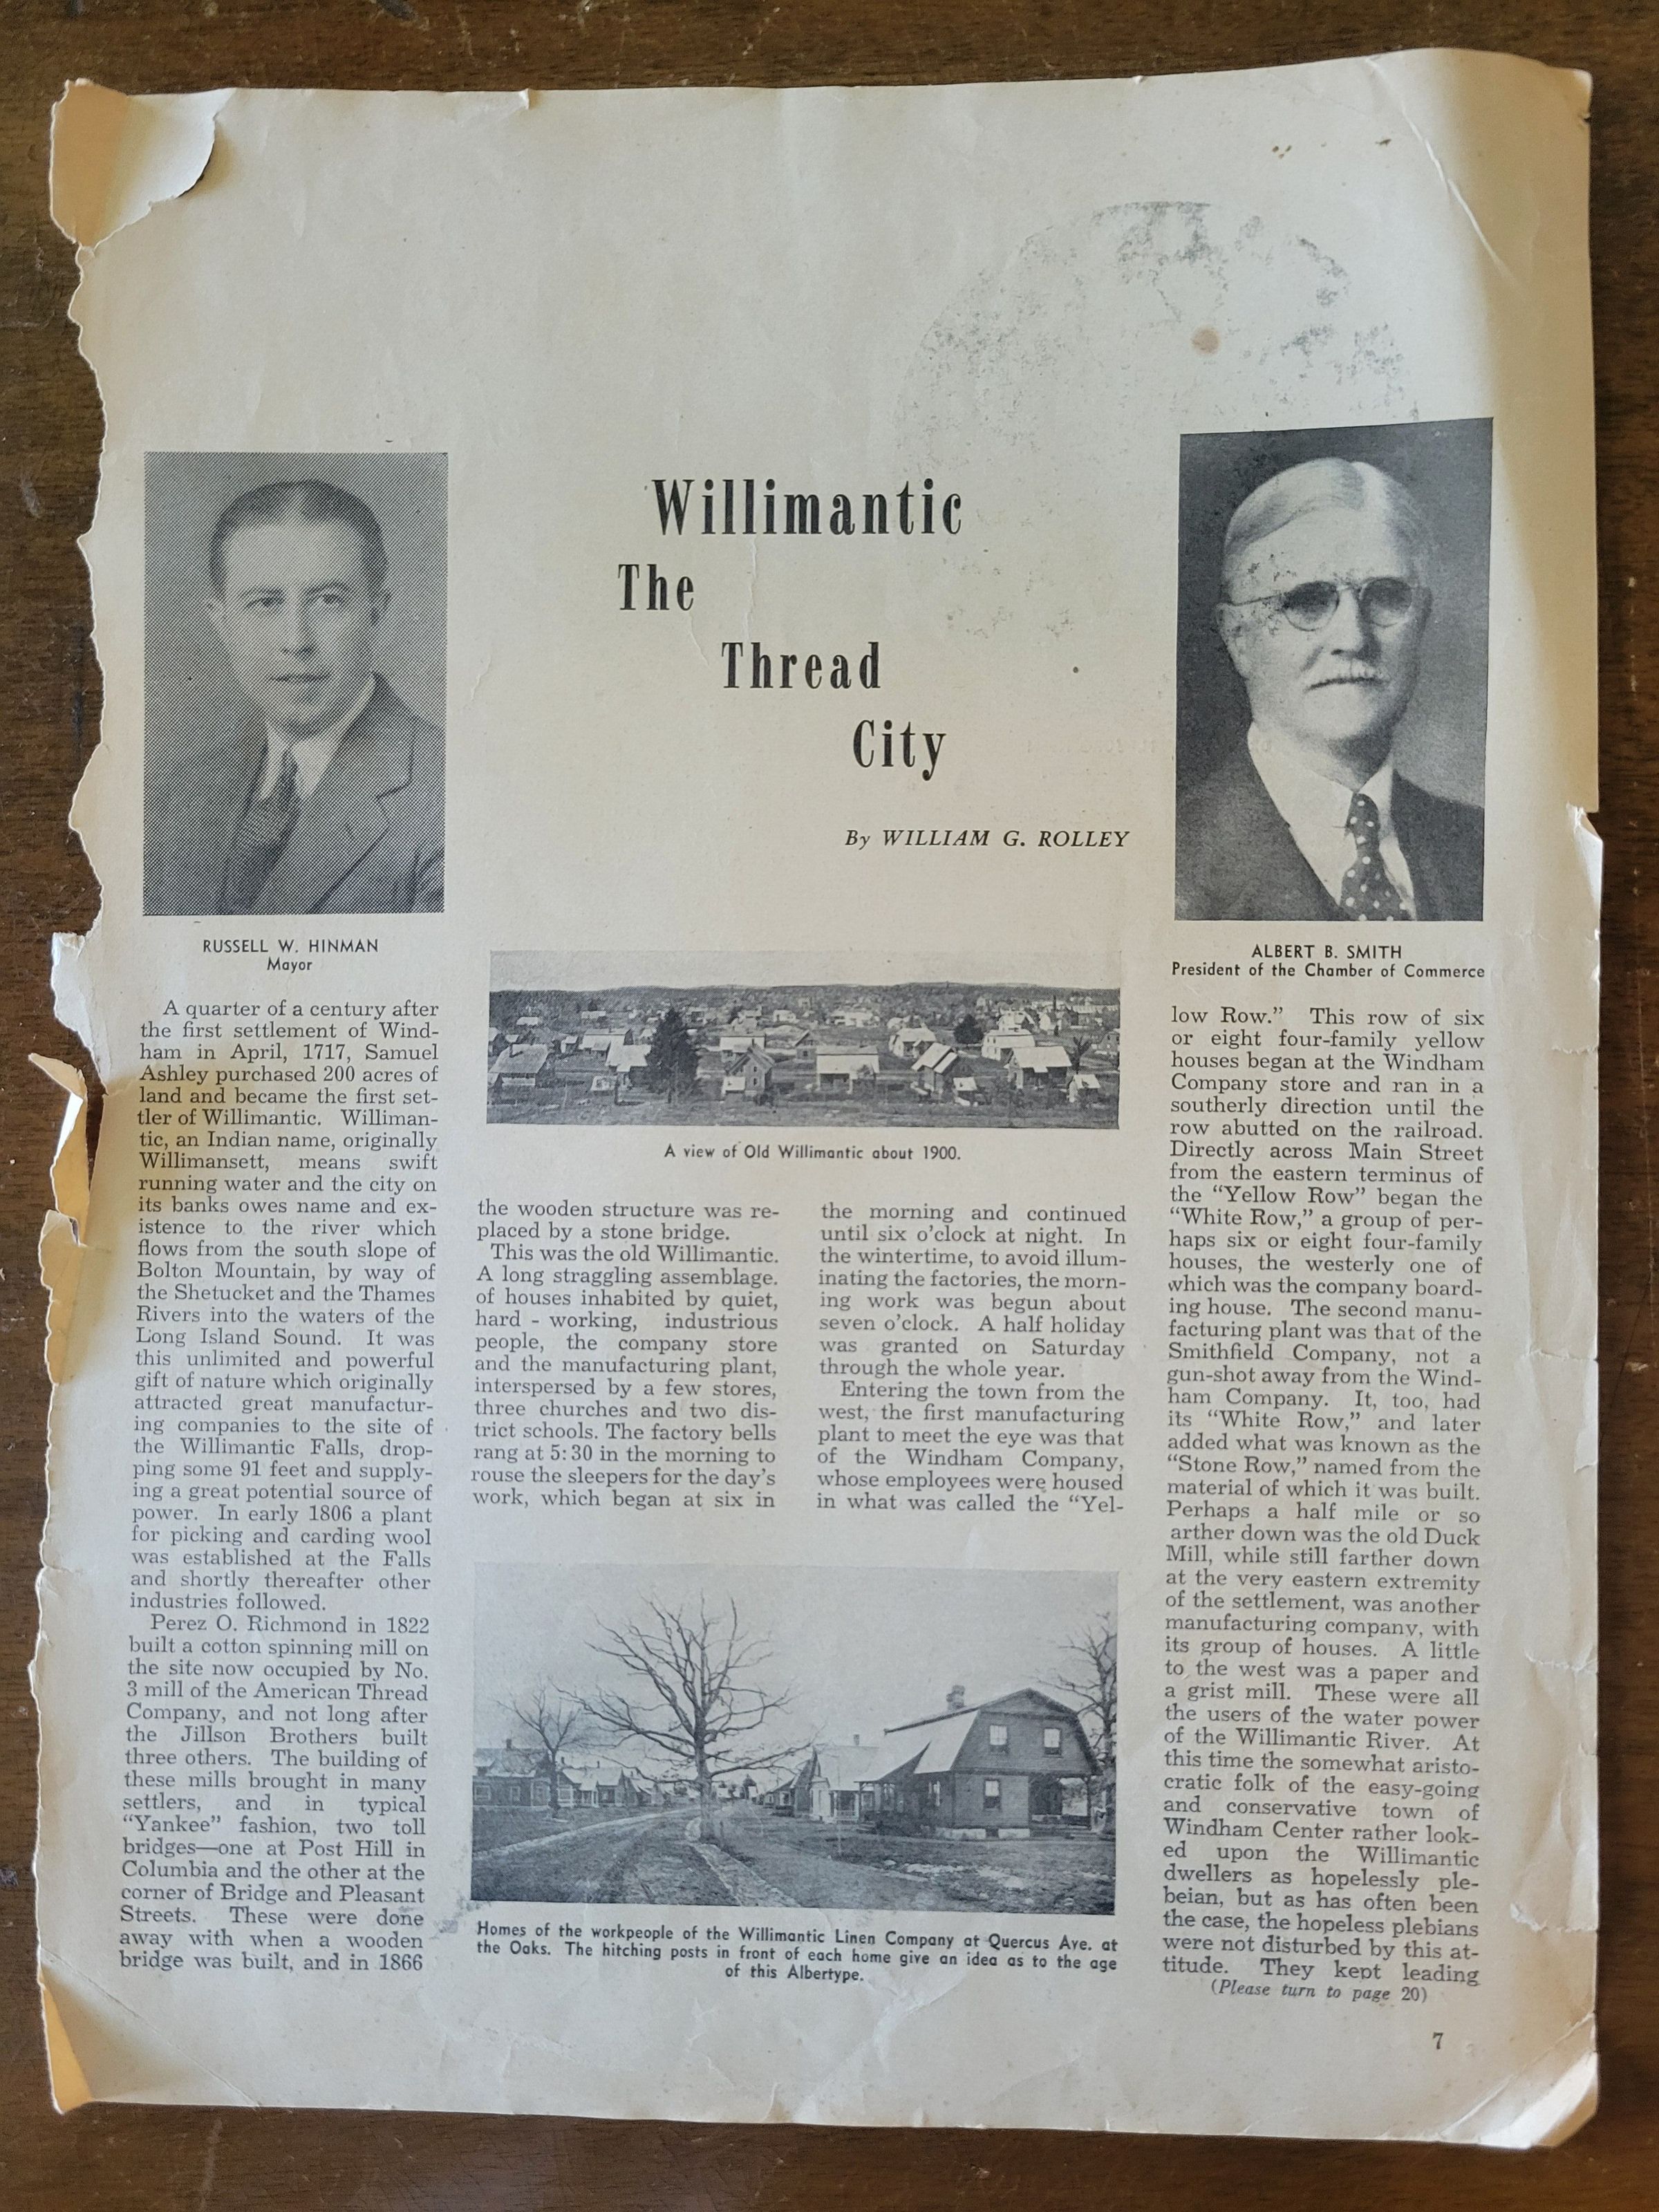 Willimantic
The
Thread
City
By WILLIAM G. ROLLEY
RUSSELL W. HINMAN
Mayor
ALBERT B. SMITH
President of the Chamber of Commerce
A quarter of a century after
the first settlement of Wind-
ham in April, 1717, Samuel
Ashley purchased 200 acres of
land and became the first set-
tler of Willimantic. Williman-
tic, an Indian name, originally
Willimansett, means swift
running water and the city on
its banks owes name and ex-
istence to the river which
flows from the south slope of
Bolton Mountain, by way of
the Shetucket and the Thames
Rivers into the waters of the
Long Island Sound. It was
this unlimited and powerful
gift of nature which originally
attracted great manufactur-
ing companies to the site of
the Willimantic Falls, drop-
ping some 91 feet and supply-
ing a great potential source of
power. In early 1806 a plant
for picking and carding wool
was established at the Falls
and shortly thereafter other
industries followed.
Perez O. Richmond in 1822
built a cotton spinning mill on
the site now occupied by No.
3 mill of the American Thread
Company, and not long after
the Jillson Brothers built
three others. The building of
these mills brought in many
settlers, and in typical
“Yankee” fashion, two toll
bridges—one at Post Hill in
Columbia and the other at the
corner of Bridge and Pleasant
Streets. These were done
away with when a wooden
bridge was built, and in 1866
A view of Old Willimantic about 1900.
the wooden structure was re-
placed by a stone bridge.
This was the old Willimantic.
A long straggling assemblage.
of houses inhabited by quiet,
hard - working, industrious
people, the company store
and the manufacturing plant,
interspersed by a few stores,
three churches and two dis-
trict schools. The factory bells
rang at 5:30 in the morning to
rouse the sleepers for the day’s
work, which began at six in
the morning and continued
until six o’clock at night. In
the wintertime, to avoid illum-
inating the factories, the morn-
ing work was begun about
seven o’clock. A half holiday
was granted on Saturday
through the whole year.
Entering the town from the
west, the first manufacturing
plant to meet the eye was that
of the Windham Company,
whose employees were housed
in what was called the “Yel-
Homes of the workpeople of the Willimantic Linen Company at Quercus Ave. at
the Oaks. The hitching posts in front of each home give an idea as to the age
of this Albertype.
low Row.” This row of six
or eight four-family yellow
houses began at the Windham
Company store and ran in a
southerly direction until the
row abutted on the railroad.
Directly across Main Street
from the eastern terminus of
the “Yellow Row” began the
“White Row,” a group of per-
haps six or eight four-family
houses, the westerly one of
which was the company board-
ing house. The second manu-
facturing plant was that of the
Smithfield Company, not a
gun-shot away from the Wind-
ham Company. It, too, had
its “White Row,” and later
added what was known as the
“Stone Row,” named from the
material of which it was built.
Perhaps a half mile or so
arther down was the old Duck
Mill, while still farther down
at the very eastern extremity
of the settlement, was another
manufacturing company, with
its group of houses. A little
to the west was a paper and
a grist mill. These were all
the users of the water power
of the Willimantic River. At
this time the somewhat aristo-
cratic folk of the easy-going
and conservative town of
Windham Center rather look-
ed upon the Willimantic
dwellers as hopelessly ple-
beian, but as has often been
the case, the hopeless plebians
were not disturbed by this at-
titude. They kept leading
(Please turn to page 20)
7